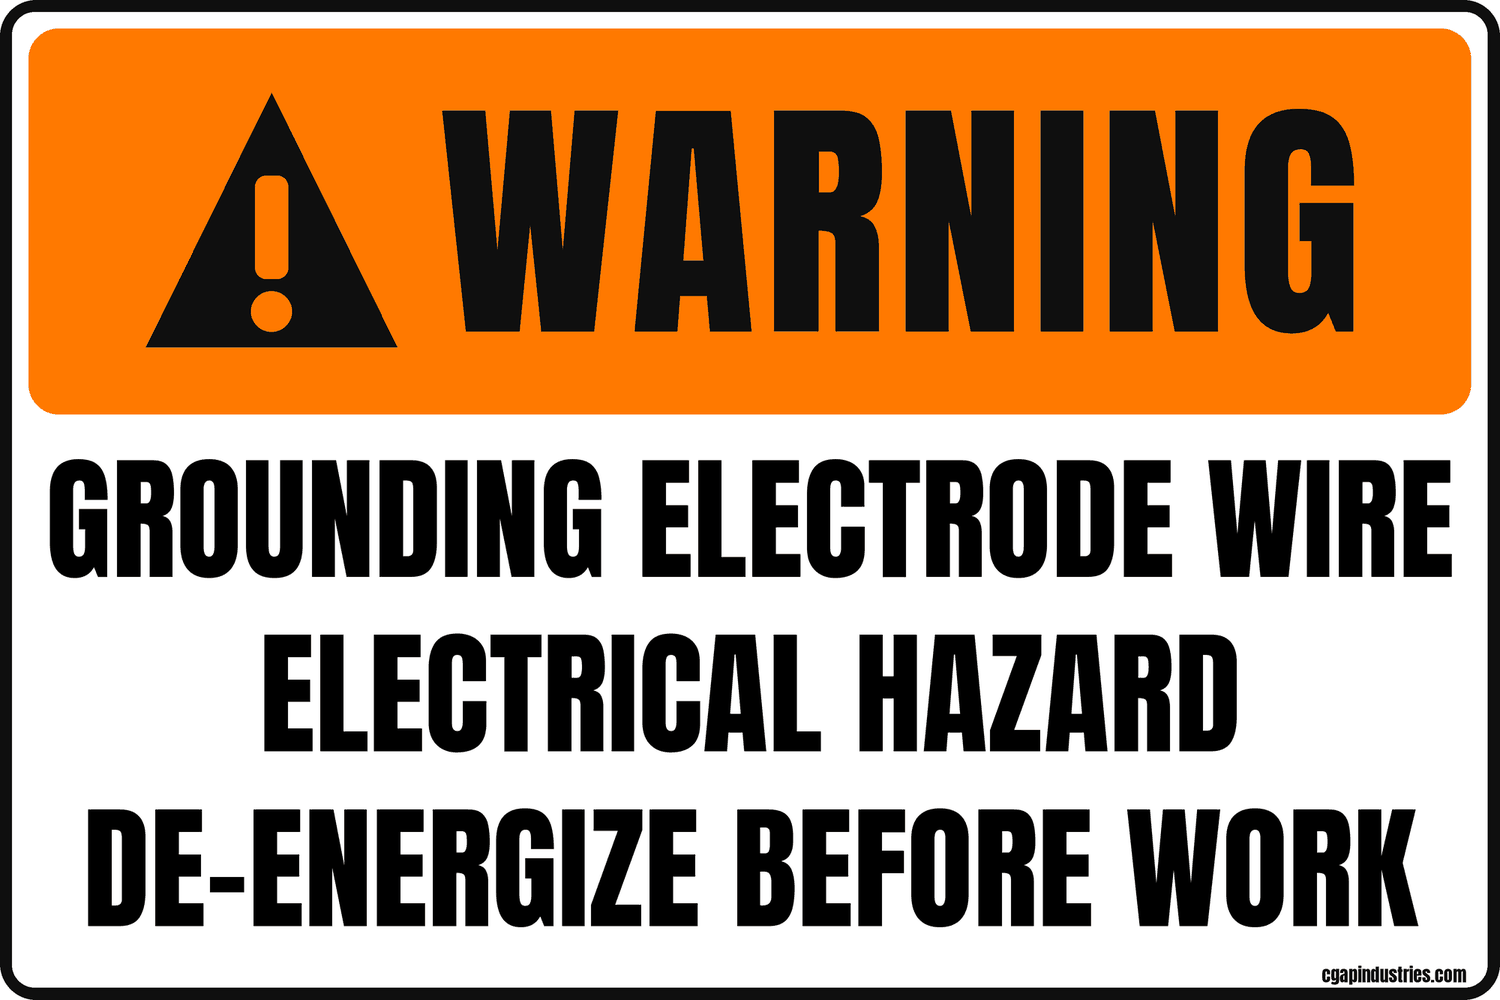 WARNING
GROUNDING ELECTRODE WIRE
ELECTRICAL HAZARD
DE-ENERGIZE BEFORE WORK
cgapindustries.com